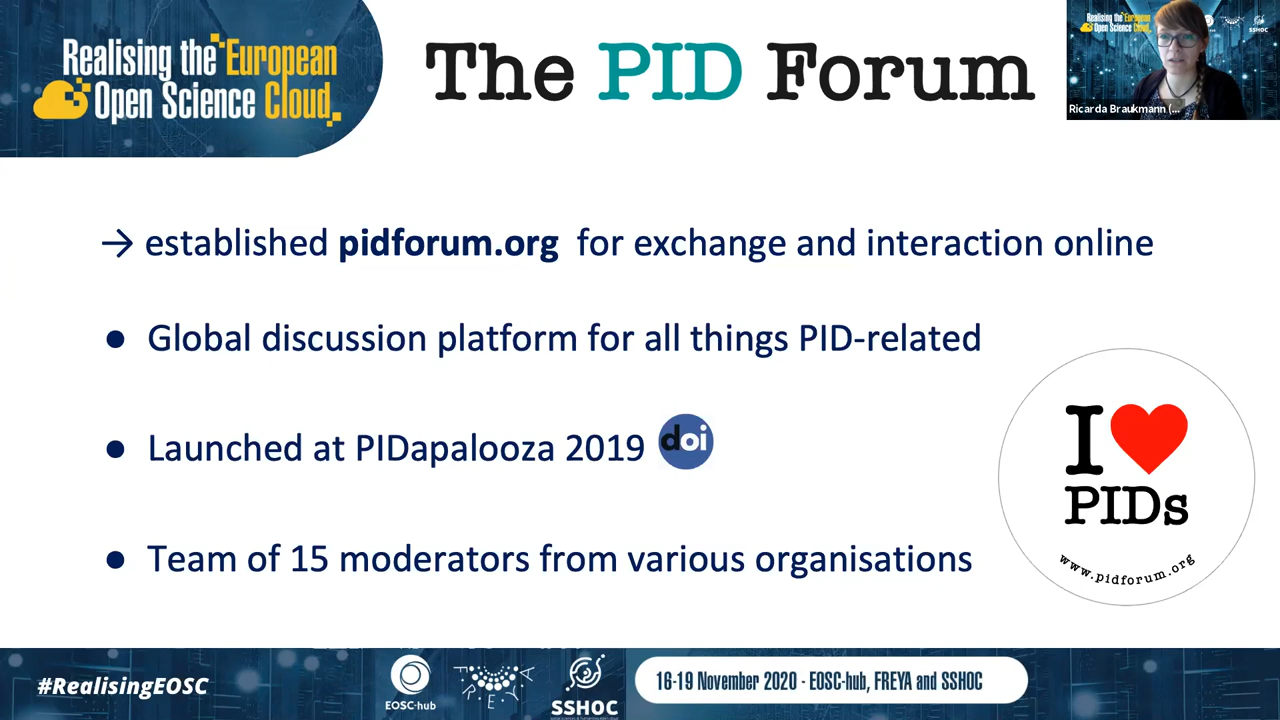 Realising the European
Open Science Cloud
The PID Forum
Realising the European
Open Science Cloud
SSHOC
Ricarda Braukmann (...
→ established pidforum.org for exchange and interaction online
● Global discussion platform for all things PID-related
● Launched at PIDapalooza 2019 doi
● Team of 15 moderators from various organisations
I ♥
PIDs
www.pidforum.org
#RealisingEOSC
EOSC-hub
FREYA
SSHOC
16-19 November 2020 - EOSC-hub, FREYA and SSHOC